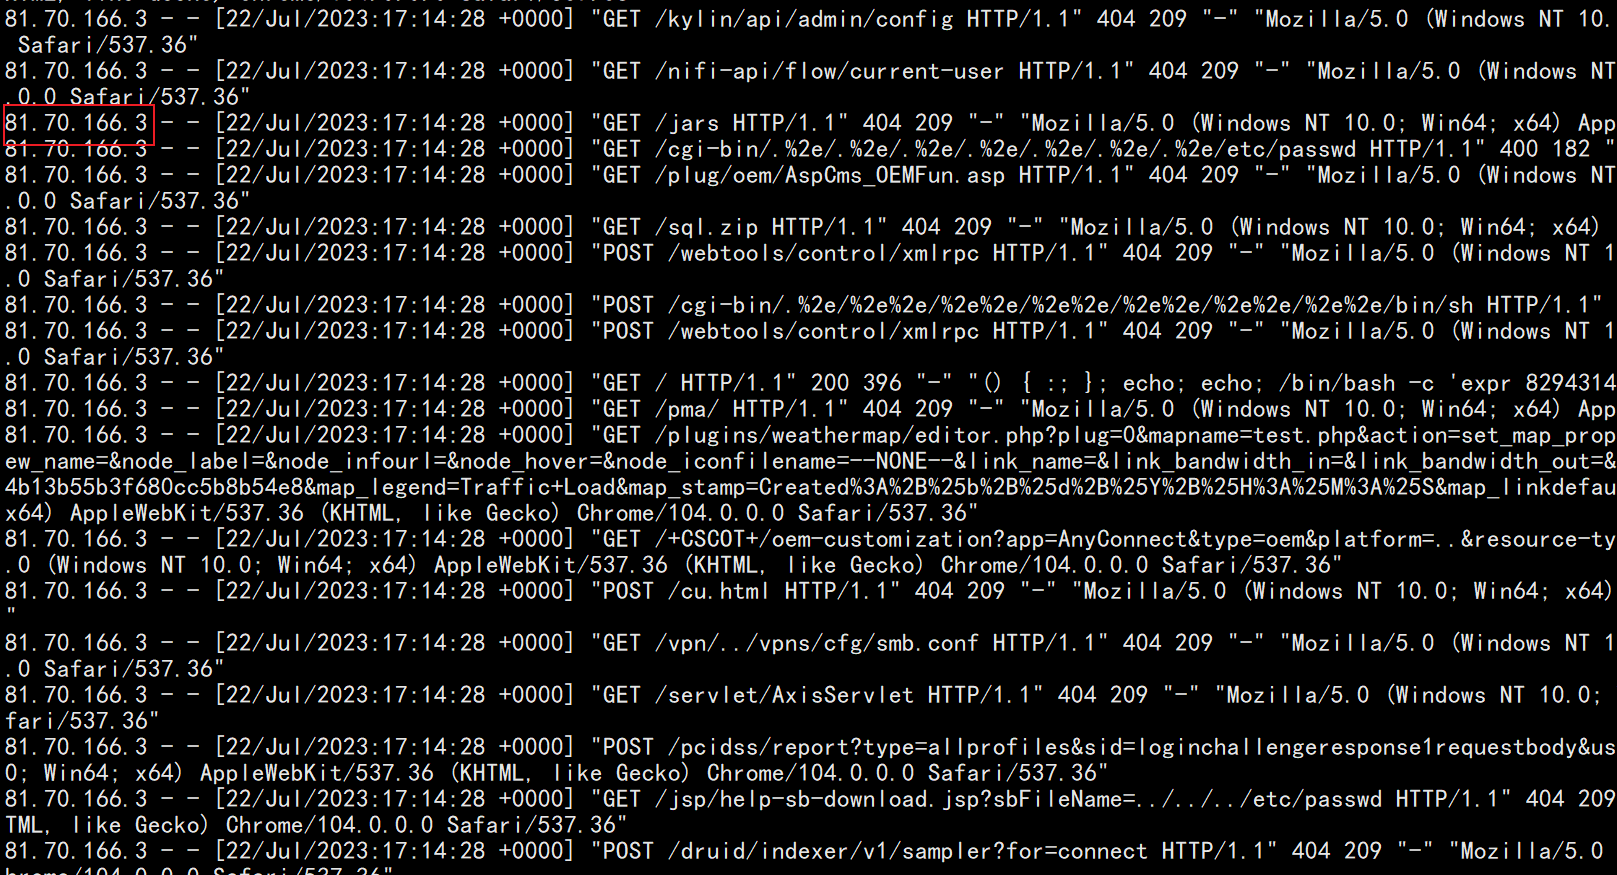 81.70.166.3 - - [22/Jul/2023:17:14:28 +0000] "GET /kylin/api/admin/config HTTP/1.1" 404 209 "-" "Mozilla/5.0 (Windows NT 10.
Safari/537.36"
81.70.166.3 - - [22/Jul/2023:17:14:28 +0000] "GET /nifi-api/flow/current-user HTTP/1.1" 404 209 "-" "Mozilla/5.0 (Windows NT
.0.0 Safari/537.36"
81.70.166.3 - - [22/Jul/2023:17:14:28 +0000] "GET /jars HTTP/1.1" 404 209 "-" "Mozilla/5.0 (Windows NT 10.0; Win64; x64) App
81.70.166.3 - - [22/Jul/2023:17:14:28 +0000] "GET /cgi-bin/.%2e/.%2e/.%2e/.%2e/.%2e/.%2e/.%2e/etc/passwd HTTP/1.1" 400 182 "
81.70.166.3 - - [22/Jul/2023:17:14:28 +0000] "GET /plug/oem/AspCms_OEMFun.asp HTTP/1.1" 404 209 "-" "Mozilla/5.0 (Windows NT
.0.0 Safari/537.36"
81.70.166.3 - - [22/Jul/2023:17:14:28 +0000] "GET /sql.zip HTTP/1.1" 404 209 "-" "Mozilla/5.0 (Windows NT 10.0; Win64; x64)
81.70.166.3 - - [22/Jul/2023:17:14:28 +0000] "POST /webtools/control/xmlrpc HTTP/1.1" 404 209 "-" "Mozilla/5.0 (Windows NT 1
.0 Safari/537.36"
81.70.166.3 - - [22/Jul/2023:17:14:28 +0000] "POST /cgi-bin/.%2e/%2e%2e/%2e%2e/%2e%2e/%2e%2e/%2e%2e/%2e%2e/bin/sh HTTP/1.1"
81.70.166.3 - - [22/Jul/2023:17:14:28 +0000] "POST /webtools/control/xmlrpc HTTP/1.1" 404 209 "-" "Mozilla/5.0 (Windows NT 1
.0 Safari/537.36"
81.70.166.3 - - [22/Jul/2023:17:14:28 +0000] "GET / HTTP/1.1" 200 396 "-" "() { :; }; echo; echo; /bin/bash -c 'expr 8294314
81.70.166.3 - - [22/Jul/2023:17:14:28 +0000] "GET /pma/ HTTP/1.1" 404 209 "-" "Mozilla/5.0 (Windows NT 10.0; Win64; x64) App
81.70.166.3 - - [22/Jul/2023:17:14:28 +0000] "GET /plugins/weathermap/editor.php?plug=0&mapname=test.php&action=set_map_prop
ew_name=&node_label=&node_infourl=&node_hover=&node_iconfilename=--NONE--&link_name=&link_bandwidth_in=&link_bandwidth_out=&
4b13b55b3f680cc5b8b54e8&map_legend=Traffic+Load&map_stamp=Created%3A%2B%25b%2B%25d%2B%25Y%2B%25H%3A%25M%3A%25S&map_linkdefau
x64) AppleWebKit/537.36 (KHTML, like Gecko) Chrome/104.0.0.0 Safari/537.36"
81.70.166.3 - - [22/Jul/2023:17:14:28 +0000] "GET /+CSCOT+/oem-customization?app=AnyConnect&type=oem&platform=..&resource-ty
.0 (Windows NT 10.0; Win64; x64) AppleWebKit/537.36 (KHTML, like Gecko) Chrome/104.0.0.0 Safari/537.36"
81.70.166.3 - - [22/Jul/2023:17:14:28 +0000] "POST /cu.html HTTP/1.1" 404 209 "-" "Mozilla/5.0 (Windows NT 10.0; Win64; x64)
"
81.70.166.3 - - [22/Jul/2023:17:14:28 +0000] "GET /vpn/../vpns/cfg/smb.conf HTTP/1.1" 404 209 "-" "Mozilla/5.0 (Windows NT 1
.0 Safari/537.36"
81.70.166.3 - - [22/Jul/2023:17:14:28 +0000] "GET /servlet/AxisServlet HTTP/1.1" 404 209 "-" "Mozilla/5.0 (Windows NT 10.0;
fari/537.36"
81.70.166.3 - - [22/Jul/2023:17:14:28 +0000] "POST /pcidss/report?type=allprofiles&sid=loginchallengeresponse1requestbody&us
0; Win64; x64) AppleWebKit/537.36 (KHTML, like Gecko) Chrome/104.0.0.0 Safari/537.36"
81.70.166.3 - - [22/Jul/2023:17:14:28 +0000] "GET /jsp/help-sb-download.jsp?sbFileName=../../../etc/passwd HTTP/1.1" 404 209
TML, like Gecko) Chrome/104.0.0.0 Safari/537.36"
81.70.166.3 - - [22/Jul/2023:17:14:28 +0000] "POST /druid/indexer/v1/sampler?for=connect HTTP/1.1" 404 209 "-" "Mozilla/5.0